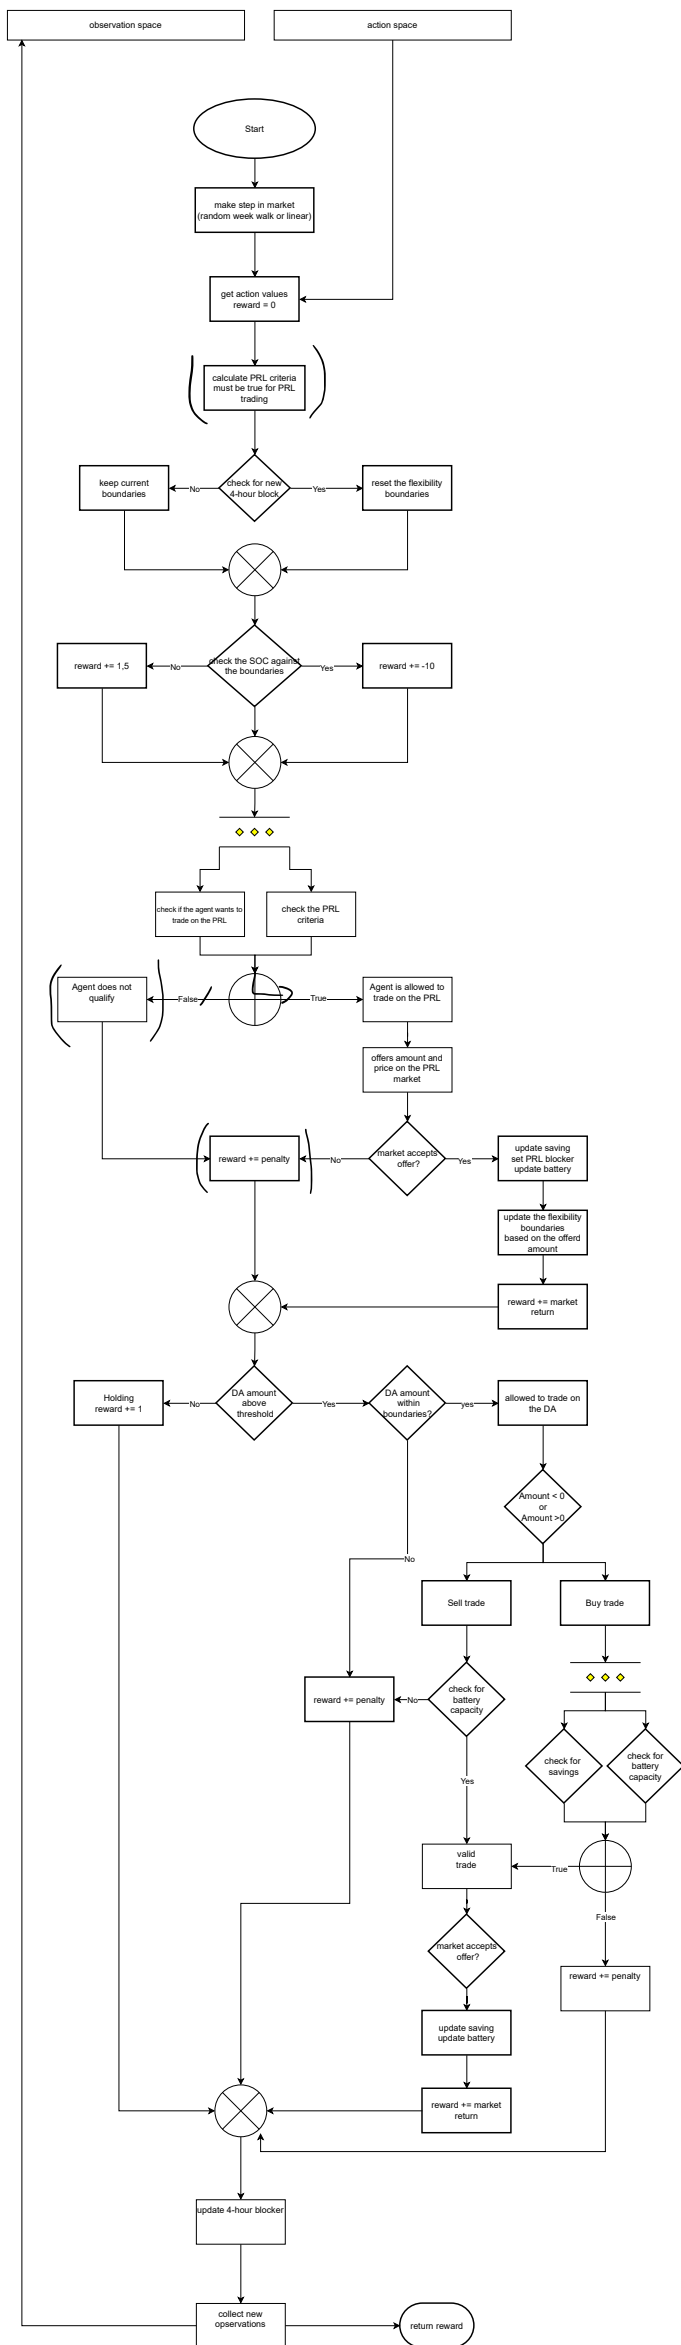 observation space
action space
Start
make step in market
(random week walk or linear)
get action values
reward = 0
calculate PRL criteria
must be true for PRL
trading
keep current
boundaries
No
check for new
4-hour block
Yes
reset the flexibility
boundaries
reward += 1,5
No
check the SOC against
the boundaries
Yes
reward += -10
check if the agent wants to
trade on the PRL
check the PRL
criteria
Agent does not
qualify
False
True
Agent is allowed to
trade on the PRL
offers amount and
price on the PRL
market
reward += penalty
No
market accepts
offer?
Yes
update saving
set PRL blocker
update battery
update the flexibility
boundaries
based on the offerd
amount
reward += market
return
Holding
reward += 1
No
DA amount
above
threshold
Yes
DA amount
within
boundaries?
yes
allowed to trade on
the DA
Amount < 0
or
Amount >0
No
Sell trade
Buy trade
reward += penalty
No
check for
battery
capacity
check for
savings
check for
battery
capacity
Yes
valid
trade
True
False
market accepts
offer?
reward += penalty
update saving
update battery
reward += market
return
update 4-hour blocker
collect new
opservations
return reward